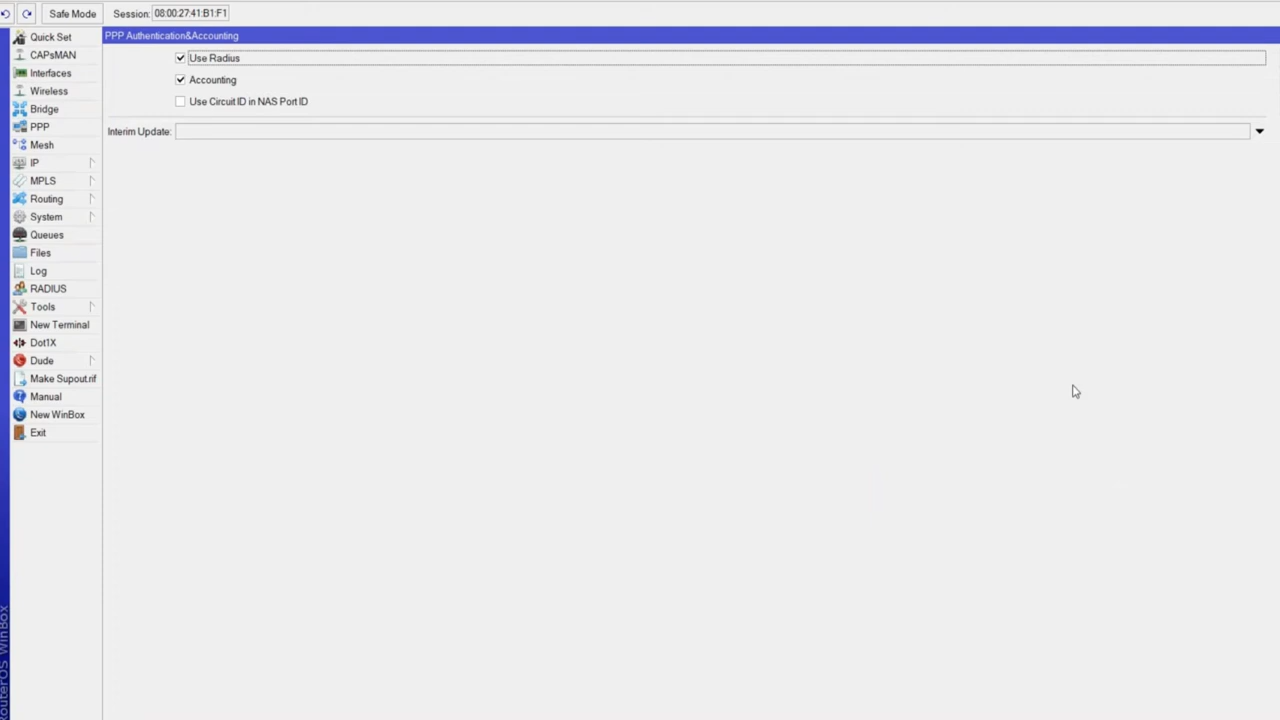 Safe Mode Session: 08:00:27:41:B1:F1
PPP Authentication&Accounting
Use Radius
Accounting
Use Circuit ID in NAS Port ID
Interim Update:
Quick Set
CAPsMAN
Interfaces
Wireless
Bridge
PPP
Mesh
IP
MPLS
Routing
System
Queues
Files
Log
RADIUS
Tools
New Terminal
Dot1X
Dude
Make Supout.rif
Manual
New WinBox
Exit
RouterOS WinBox